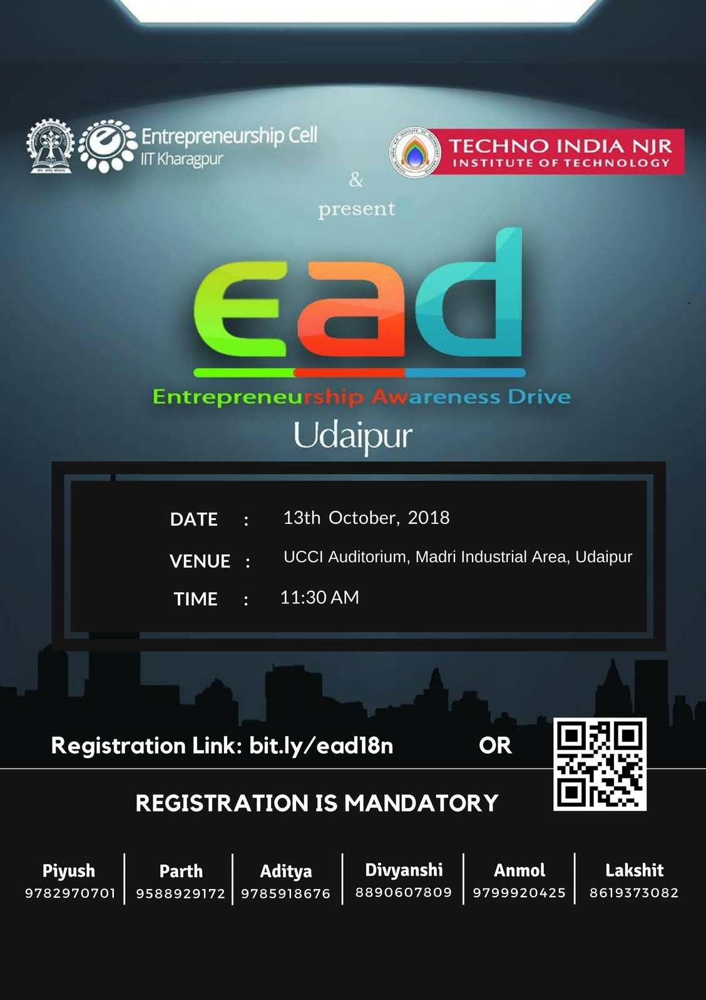 Entrepreneurship Cell
IIT Kharagpur
TECHNO INDIA NJR
INSTITUTE OF TECHNOLOGY
&
present
ead
Entrepreneurship Awareness Drive
Udaipur
DATE : 13th October, 2018
VENUE : UCCI Auditorium, Madri Industrial Area, Udaipur
TIME : 11:30 AM
Registration Link: bit.ly/ead18n OR
REGISTRATION IS MANDATORY
Piyush Parth Aditya Divyanshi Anmol Lakshit
9782970701 9588929172 9785918676 8890607809 9799920425 8619373082